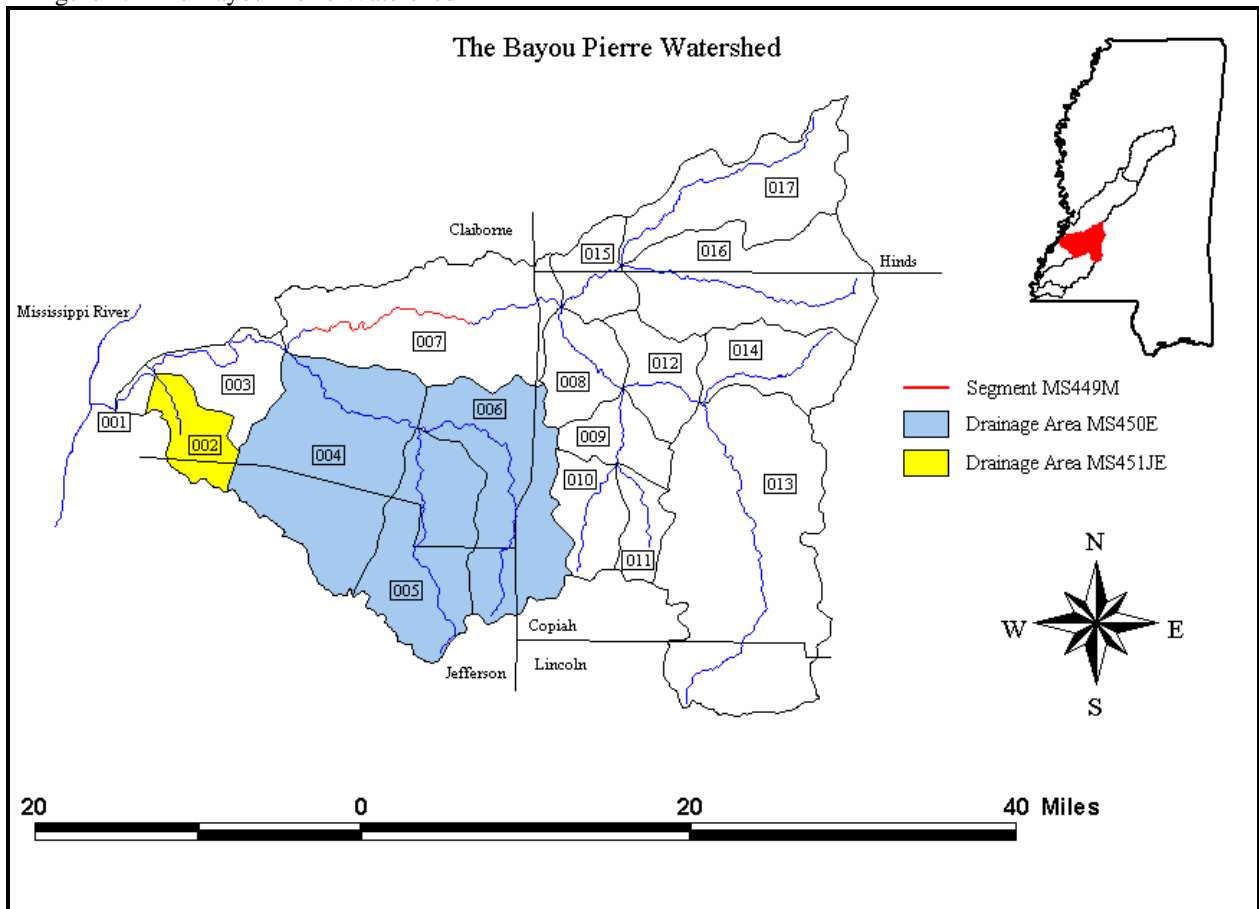 The Bayou Pierre Watershed
017
Claiborne
015
016
Hinds
Mississippi River
007
014
012
008
003
Segment MS449M
001
006
Drainage Area MS450E
009
002
004
Drainage Area MS451JE
010
013
011
005
N
W
E
S
Copiah
Jefferson
Lincoln
20
0
20
40 Miles